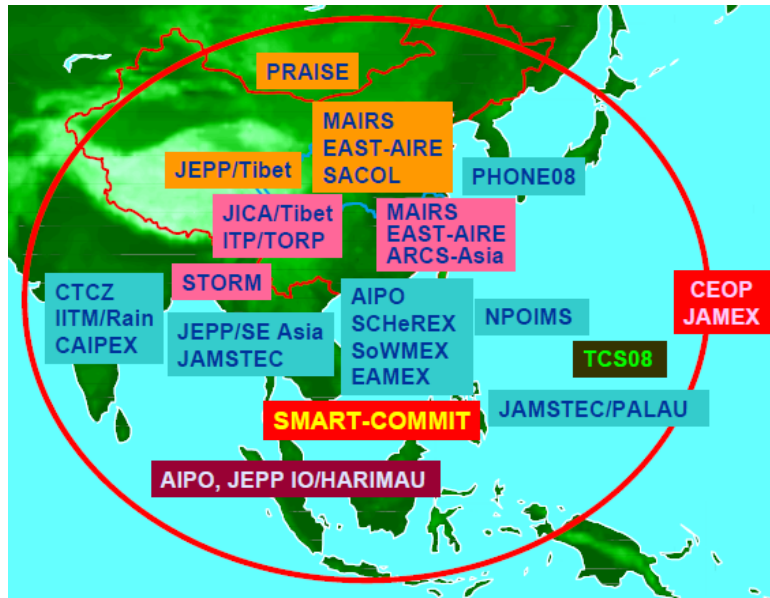 PRAISE
MAIRS
EAST-AIRE
SACOL
JEPP/Tibet
PHONE08
JICA/Tibet
ITP/TORP
MAIRS
EAST-AIRE
ARCS-Asia
STORM
CTCZ
IITM/Rain
CAIPEX
JEPP/SE Asia
JAMSTEC
AIPO
SCHeREX
SoWMEX
EAMEX
NPOIMS
CEOP
JAMEX
TCS08
JAMSTEC/PALAU
SMART-COMMIT
AIPO, JEPP IO/HARIMAU